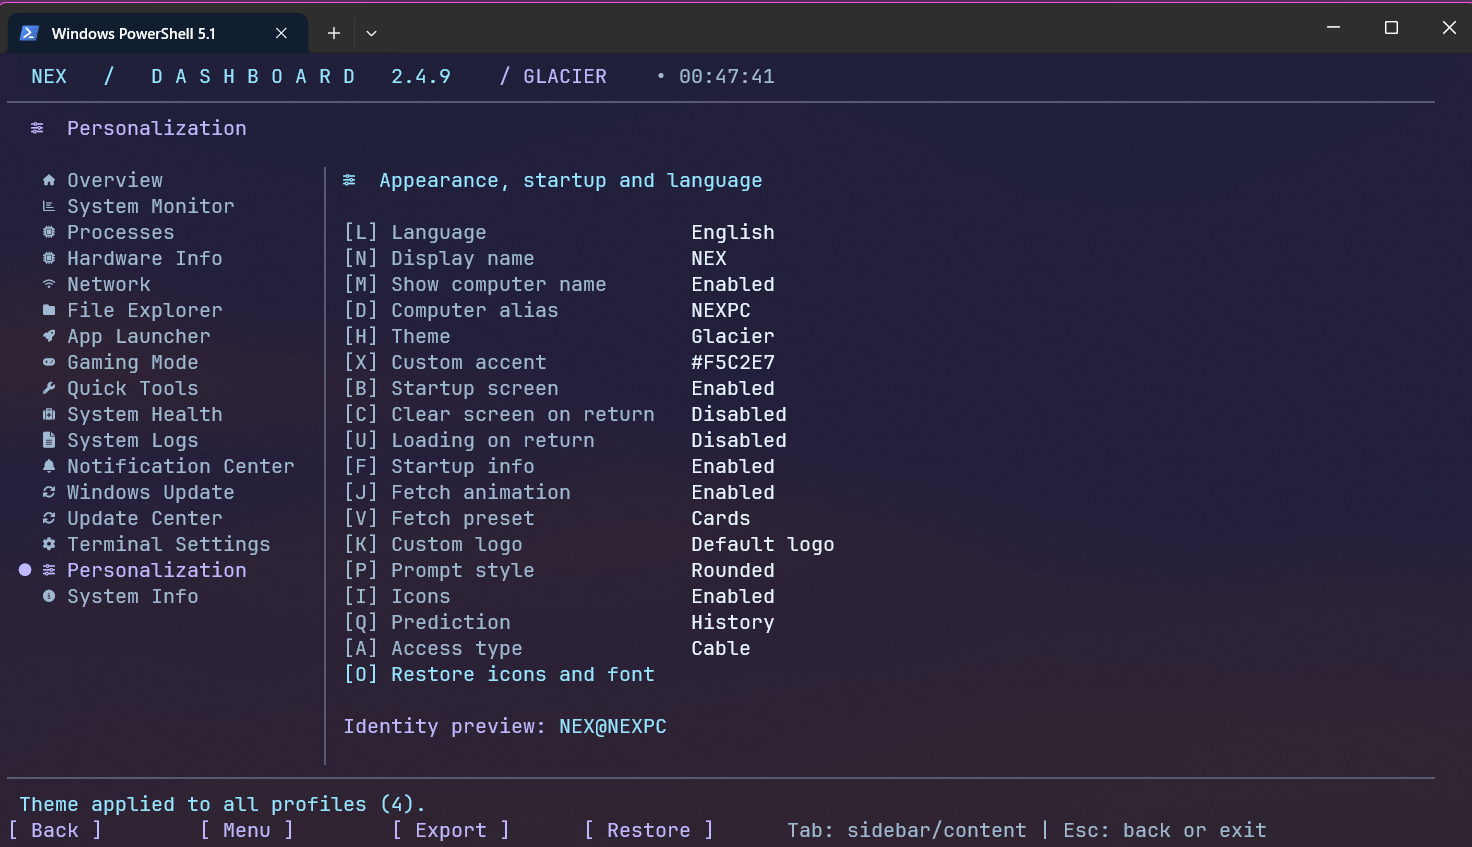 Windows PowerShell 5.1
NEX / D A S H B O A R D 2.4.9 / GLACIER • 00:47:41
Personalization
Overview
System Monitor
Processes
Hardware Info
Network
File Explorer
App Launcher
Gaming Mode
Quick Tools
System Health
System Logs
Notification Center
Windows Update
Update Center
Terminal Settings
Personalization
System Info
Appearance, startup and language
[L] Language English
[N] Display name NEX
[M] Show computer name Enabled
[D] Computer alias NEXPC
[H] Theme Glacier
[X] Custom accent #F5C2E7
[B] Startup screen Enabled
[C] Clear screen on return Disabled
[U] Loading on return Disabled
[F] Startup info Enabled
[J] Fetch animation Enabled
[V] Fetch preset Cards
[K] Custom logo Default logo
[P] Prompt style Rounded
[I] Icons Enabled
[Q] Prediction History
[A] Access type Cable
[O] Restore icons and font
Identity preview: NEX@NEXPC
Theme applied to all profiles (4).
[ Back ] [ Menu ] [ Export ] [ Restore ] Tab: sidebar/content | Esc: back or exit